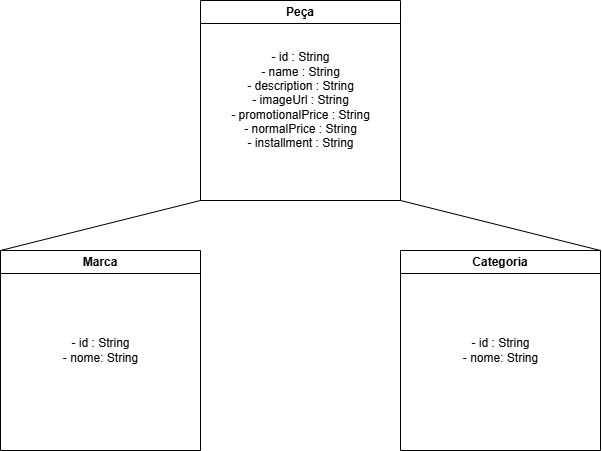 Peça
- id : String
- name : String
- description : String
- imageUrl : String
- promotionalPrice : String
- normalPrice : String
- installment : String
Marca
- id : String
- nome: String
Categoria
- id : String
- nome: String